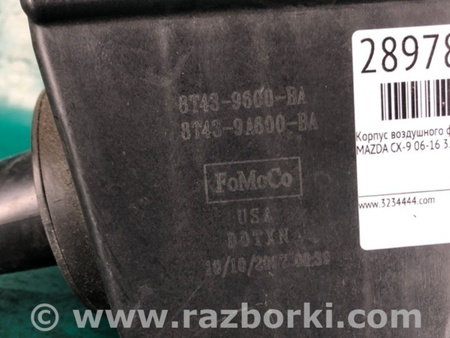 8T43-9600-BA
8T43-9A600-BA
FoMoCo
USA
28978
Корпус воздушного ф
MAZDA CX-9 06-16 3.
www.3234444.com
www.razborki.com